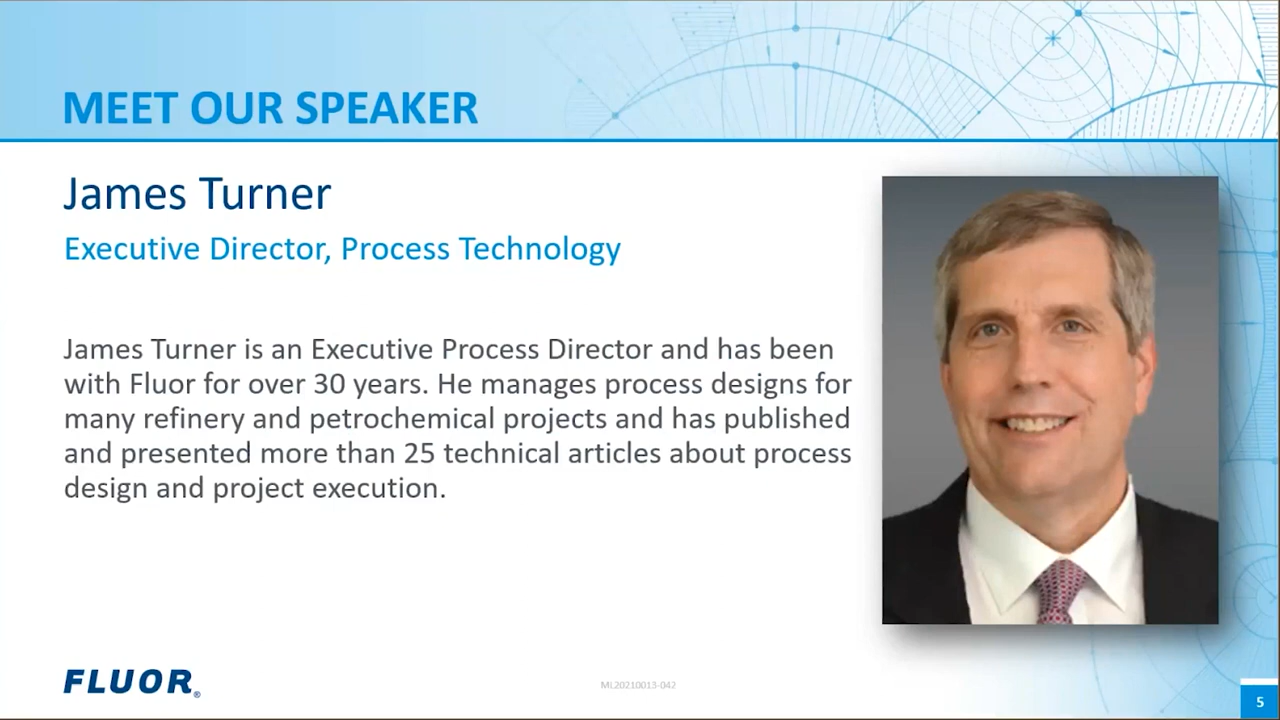 MEET OUR SPEAKER
James Turner
Executive Director, Process Technology
James Turner is an Executive Process Director and has been
with Fluor for over 30 years. He manages process designs for
many refinery and petrochemical projects and has published
and presented more than 25 technical articles about process
design and project execution.
FLUOR®
ML20210013-042
5